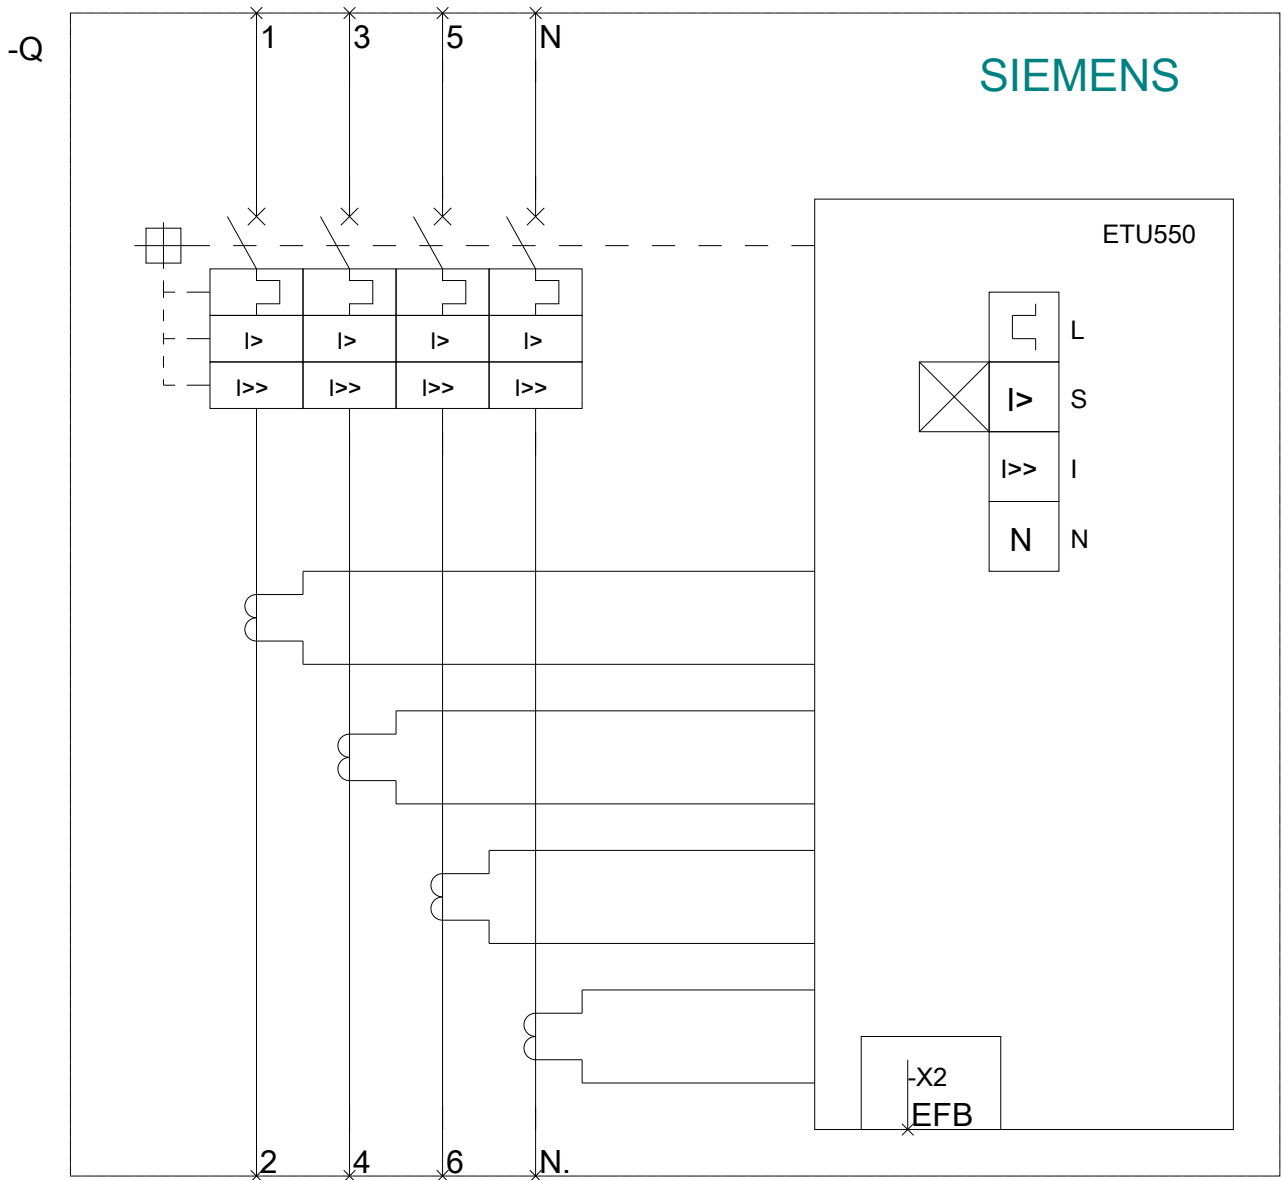 1 3 5 N
-Q
SIEMENS
ETU550
I> I> I> I>
I>> I>> I>> I>>
L
I> S
I>> I
N N
-X2
EFB
2 4 6 N.